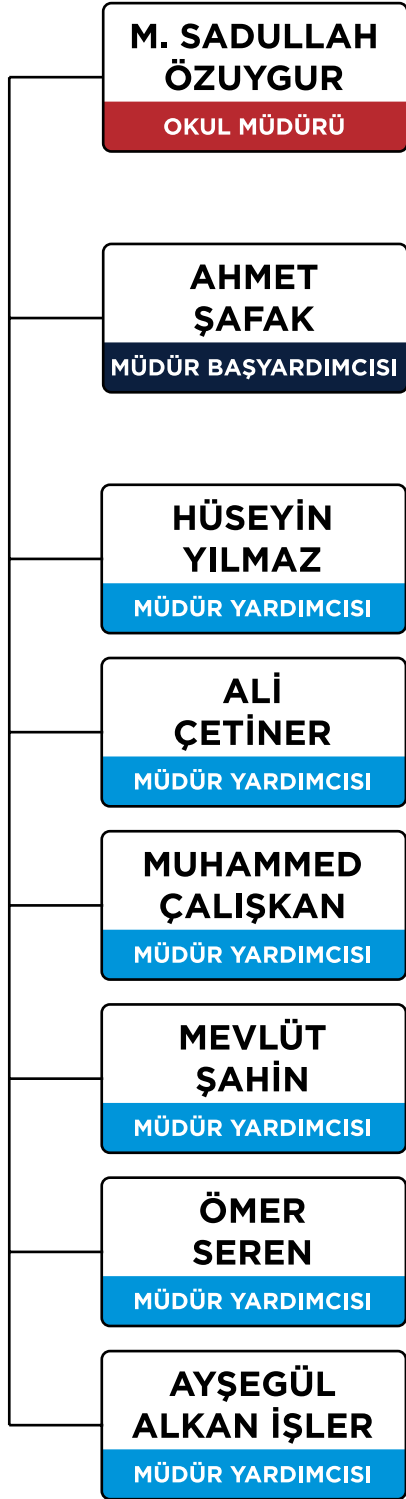 M. SADULLAH
ÖZUYGUR
OKUL MÜDÜRÜ
AHMET
ŞAFAK
MÜDÜR BAŞYARDIMCISI
HÜSEYİN
YILMAZ
MÜDÜR YARDIMCISI
ALİ
ÇETİNER
MÜDÜR YARDIMCISI
MUHAMMED
ÇALIŞKAN
MÜDÜR YARDIMCISI
MEVLÜT
ŞAHİN
MÜDÜR YARDIMCISI
ÖMER
SEREN
MÜDÜR YARDIMCISI
AYŞEGÜL
ALKAN İŞLER
MÜDÜR YARDIMCISI